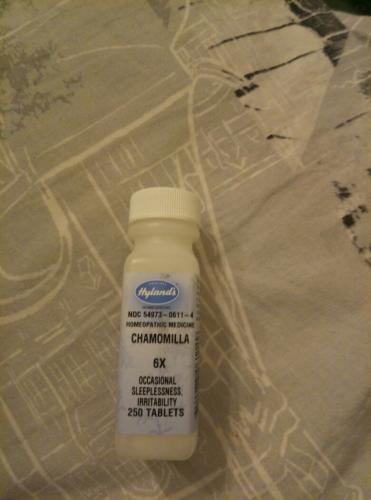 Hyland's
NDC 54973-0611-4
HOMEOPATHIC MEDICINE
CHAMOMILLA
6X
OCCASIONAL
SLEEPLESSNESS,
IRRITABILITY
250 TABLETS